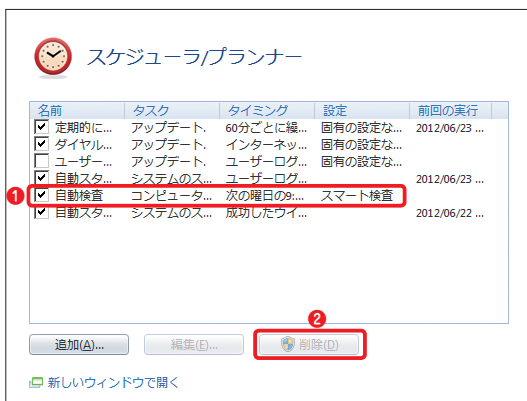 スケジューラ/プランナー
名前 タスク タイミング 設定 前回の実行
定期的に... アップデート. 60分ごとに繰... 固有の設定な... 2012/06/23 ...
ダイヤル... アップデート. インターネッ... 固有の設定な...
ユーザー... アップデート. ユーザーログ... 固有の設定な...
自動スタ... システムのス... ユーザーログ... 2012/06/23 ...
❶ 自動検査 コンピュータ... 次の曜日の9:... スマート検査
自動スタ... システムのス... 成功したウイ... 2012/06/22 ...
❷
追加(A)... 編集(E)... 削除(D)
新しいウィンドウで開く